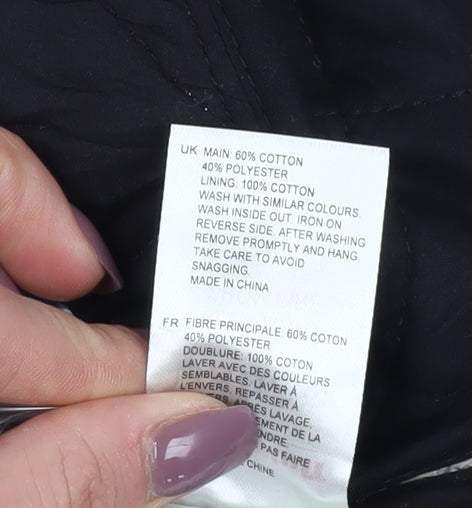 UK MAIN: 60% COTTON
40% POLYESTER
LINING: 100% COTTON
WASH WITH SIMILAR COLOURS.
WASH INSIDE OUT. IRON ON
REVERSE SIDE. AFTER WASHING
REMOVE PROMPTLY AND HANG.
TAKE CARE TO AVOID
SNAGGING.
MADE IN CHINA
FR FIBRE PRINCIPALE: 60% COTON
40% POLYESTER
DOUBLURE: 100% COTON
LAVER AVEC DES COULEURS
SEMBLABLES. LAVER À
L'ENVERS. REPASSER À
APRÈS LAVAGE,
DE LA
PAS FAIRE
CHINE